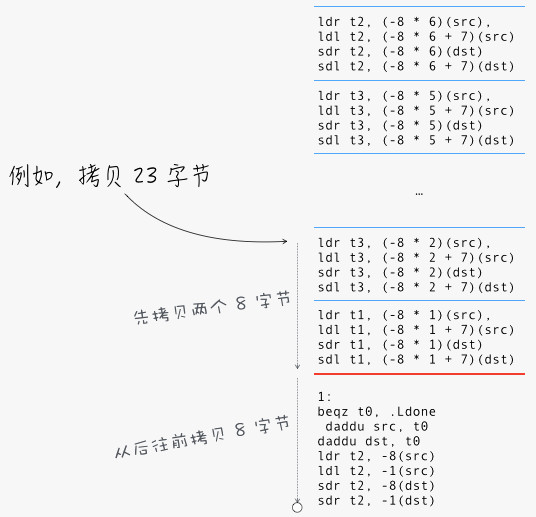 ldr t2, (-8 * 6)(src),
ldl t2, (-8 * 6 + 7)(src)
sdr t2, (-8 * 6)(dst)
sdl t2, (-8 * 6 + 7)(dst)
ldr t3, (-8 * 5)(src),
ldl t3, (-8 * 5 + 7)(src)
sdr t3, (-8 * 5)(dst)
sdl t3, (-8 * 5 + 7)(dst)
例如, 拷贝 23 字节
…
ldr t3, (-8 * 2)(src),
ldl t3, (-8 * 2 + 7)(src)
sdr t3, (-8 * 2)(dst)
sdl t3, (-8 * 2 + 7)(dst)
先拷贝两个 8 字节
ldr t1, (-8 * 1)(src),
ldl t1, (-8 * 1 + 7)(src)
sdr t1, (-8 * 1)(dst)
sdl t1, (-8 * 1 + 7)(dst)
从后往前拷贝 8 字节
1:
beqz t0, .Ldone
daddu src, t0
daddu dst, t0
ldr t2, -8(src)
ldl t2, -1(src)
sdr t2, -8(dst)
sdr t2, -1(dst)